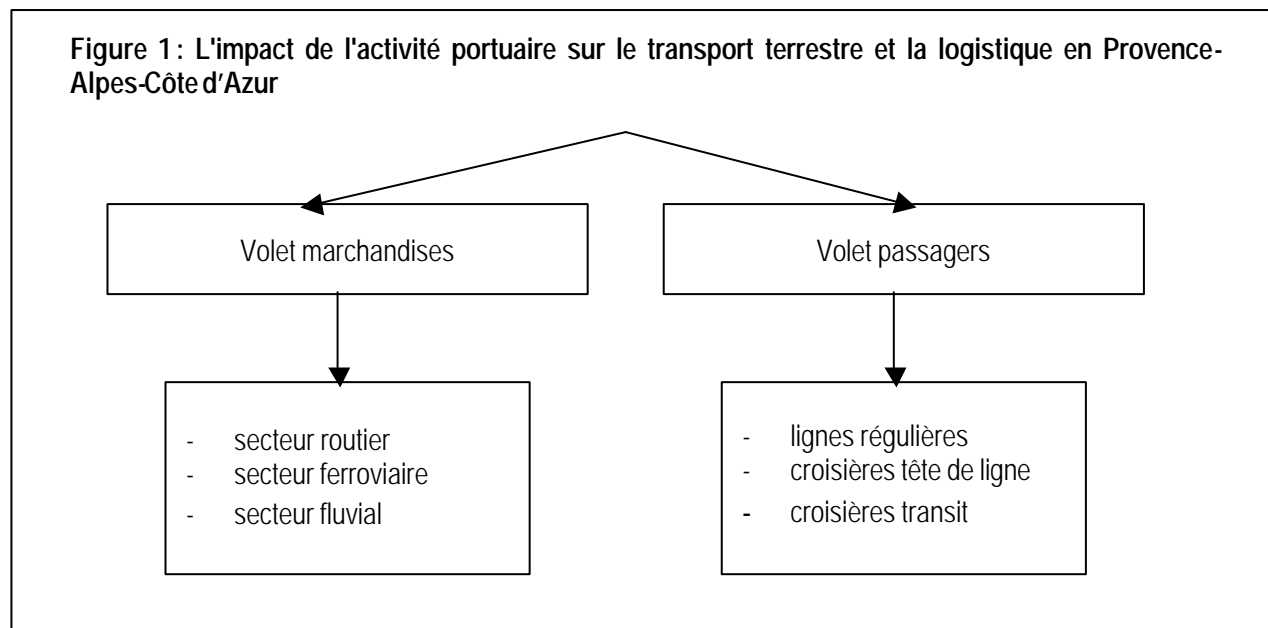 Figure 1 : L'impact de l'activité portuaire sur le transport terrestre et la logistique en Provence-
Alpes-Côte d'Azur
Volet marchandises
Volet passagers
- secteur routier
- secteur ferroviaire
- secteur fluvial
- lignes régulières
- croisières tête de ligne
- croisières transit